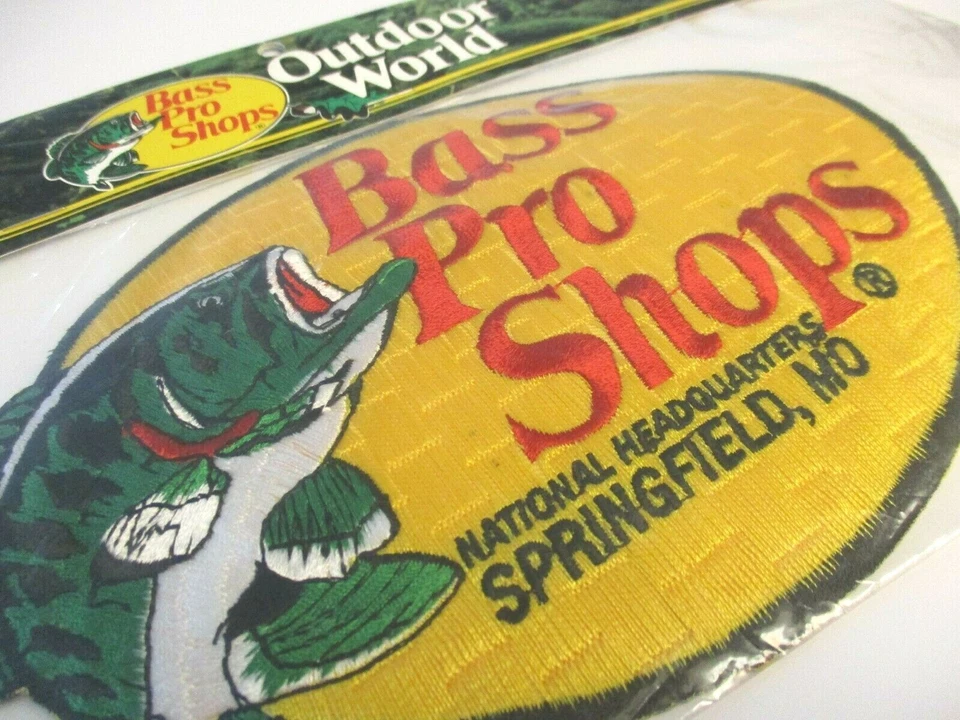 Outdoor
World
Bass
Pro
Shops®
Bass
Pro
Shops®
NATIONAL HEADQUARTERS
SPRINGFIELD, MO